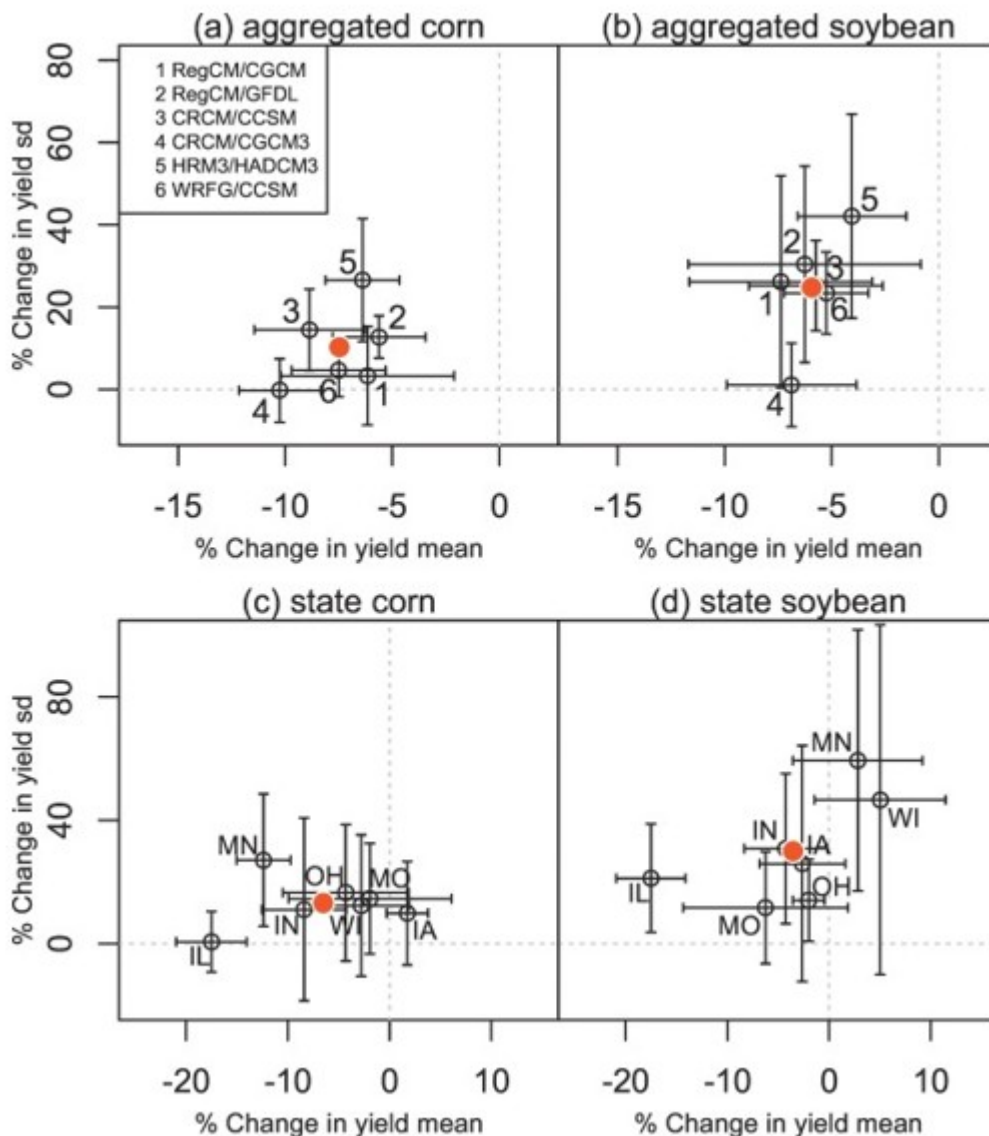 (a) aggregated corn
(b) aggregated soybean
1 RegCM/CGCM
2 RegCM/GFDL
3 CRCM/CCSM
4 CRCM/CGCM3
5 HRM3/HADCM3
6 WRFG/CCSM
% Change in yield sd
80
60
40
20
0
5
3
2
6
1
4
5
2
3
1
6
4
-15 -10 -5 0
-15 -10 -5 0
% Change in yield mean
% Change in yield mean
(c) state corn
(d) state soybean
% Change in yield sd
80
40
0
MN
OH
MO
IN
WI
IA
IL
MN
WI
IN
IA
IL
OH
MO
-20 -10 0 10
-20 -10 0 10
% Change in yield mean
% Change in yield mean